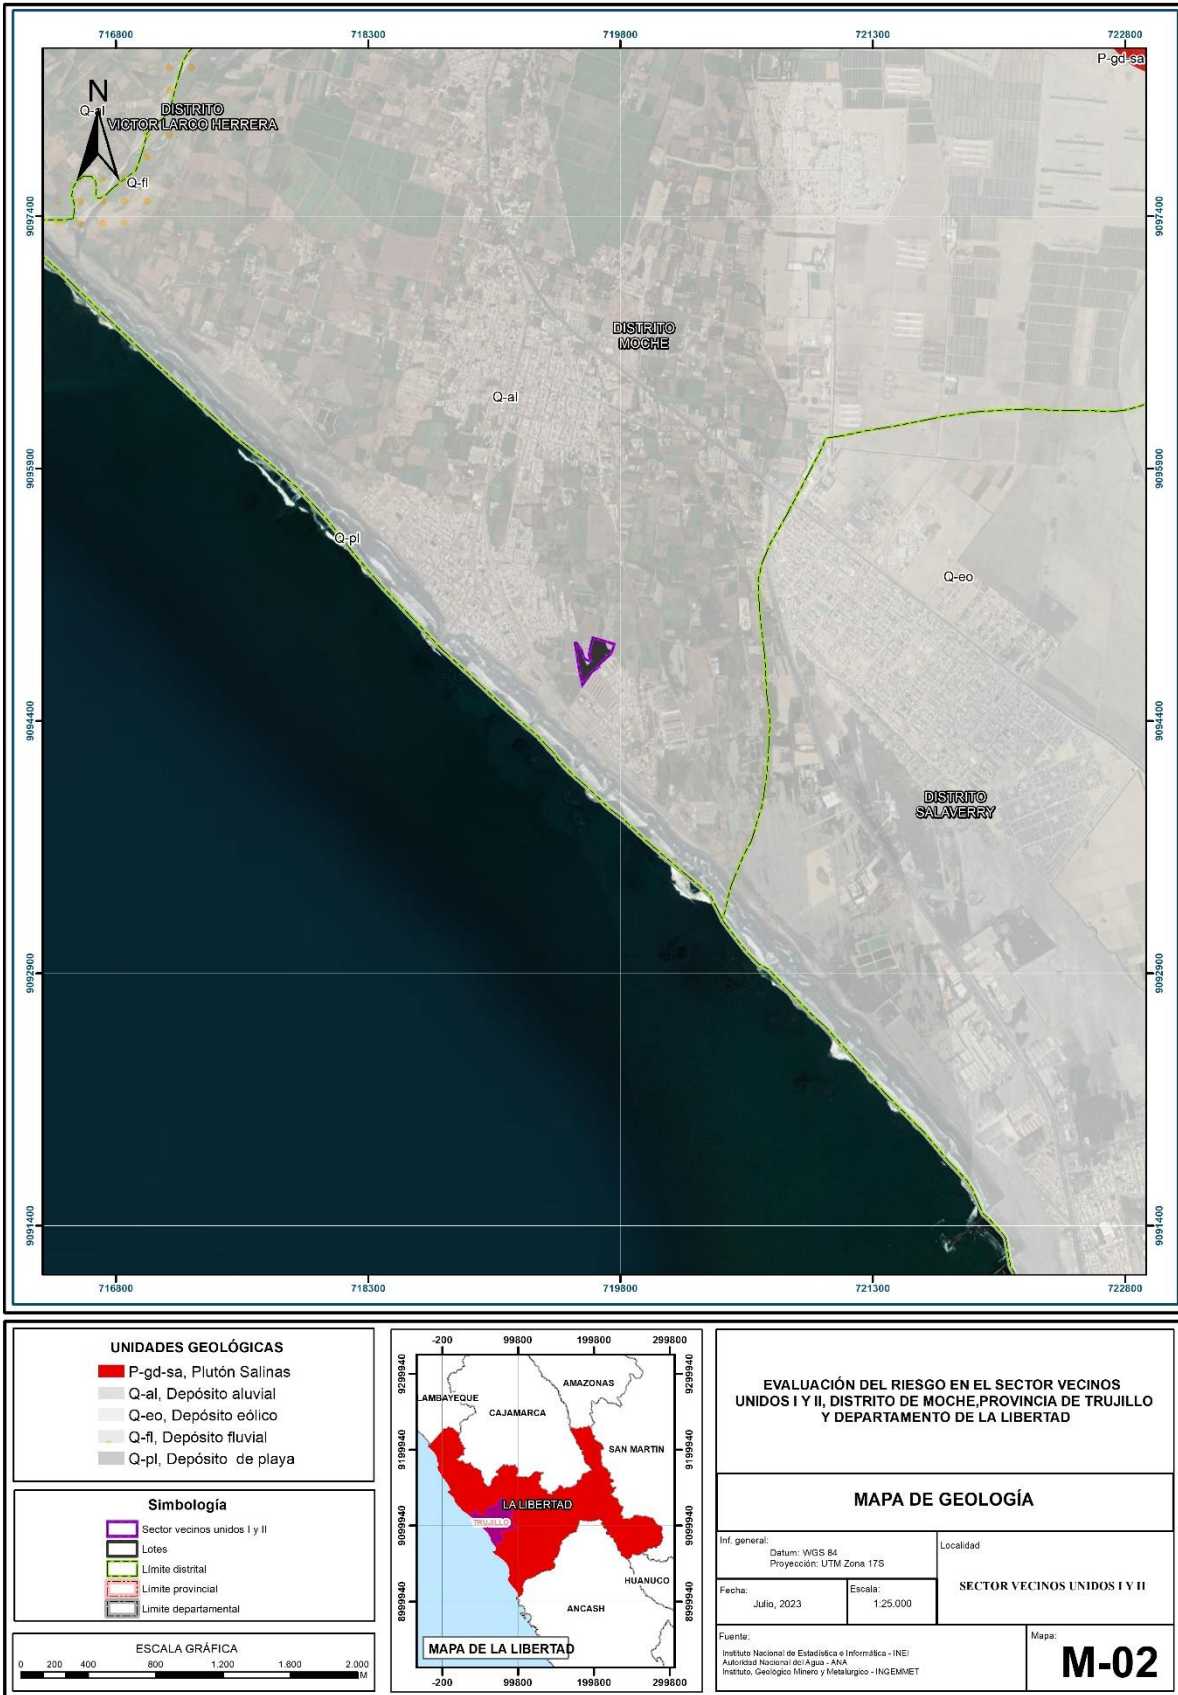 716800 718300 719800 721300 722800
P-gd-sa
N
Q-al
DISTRITO
VICTOR LARCO HERRERA
Q-fl
9097400 9097400
DISTRITO
MOCHE
Q-al
9095900 9095900
Q-pl
Q-eo
9094400 9094400
DISTRITO
SALAVERRY
9092900 9092900
9091400 9091400
716800 718300 719800 721300 722800
UNIDADES GEOLÓGICAS
P-gd-sa, Plutón Salinas
Q-al, Depósito aluvial
Q-eo, Depósito eólico
Q-fl, Depósito fluvial
Q-pl, Depósito de playa
Simbología
Sector vecinos unidos I y II
Lotes
Límite distrital
Límite provincial
Límite departamental
ESCALA GRÁFICA
0 200 400 800 1.200 1.600 2.000
M
-200 99800 199800 299800
9299940 9299940
AMAZONAS
LAMBAYEQUE
CAJAMARCA
9199940 9199940
SAN MARTIN
LA LIBERTAD
TRUJILLO
9099940 9099940
HUANUCO
8999940 8999940
ANCASH
MAPA DE LA LIBERTAD
-200 99800 199800 299800
EVALUACIÓN DEL RIESGO EN EL SECTOR VECINOS
UNIDOS I Y II, DISTRITO DE MOCHE,PROVINCIA DE TRUJILLO
Y DEPARTAMENTO DE LA LIBERTAD
MAPA DE GEOLOGÍA
Inf. general:
Datum: WGS 84
Proyección: UTM Zona 17S
Localidad
SECTOR VECINOS UNIDOS I Y II
Fecha:
Julio, 2023
Escala:
1:25.000
Fuente:
Instituto Nacional de Estadística e Informática - INEI
Autoridad Nacional del Agua - ANA
Instituto, Geológico Minero y Metalurgico - INGEMMET
Mapa:
M-02